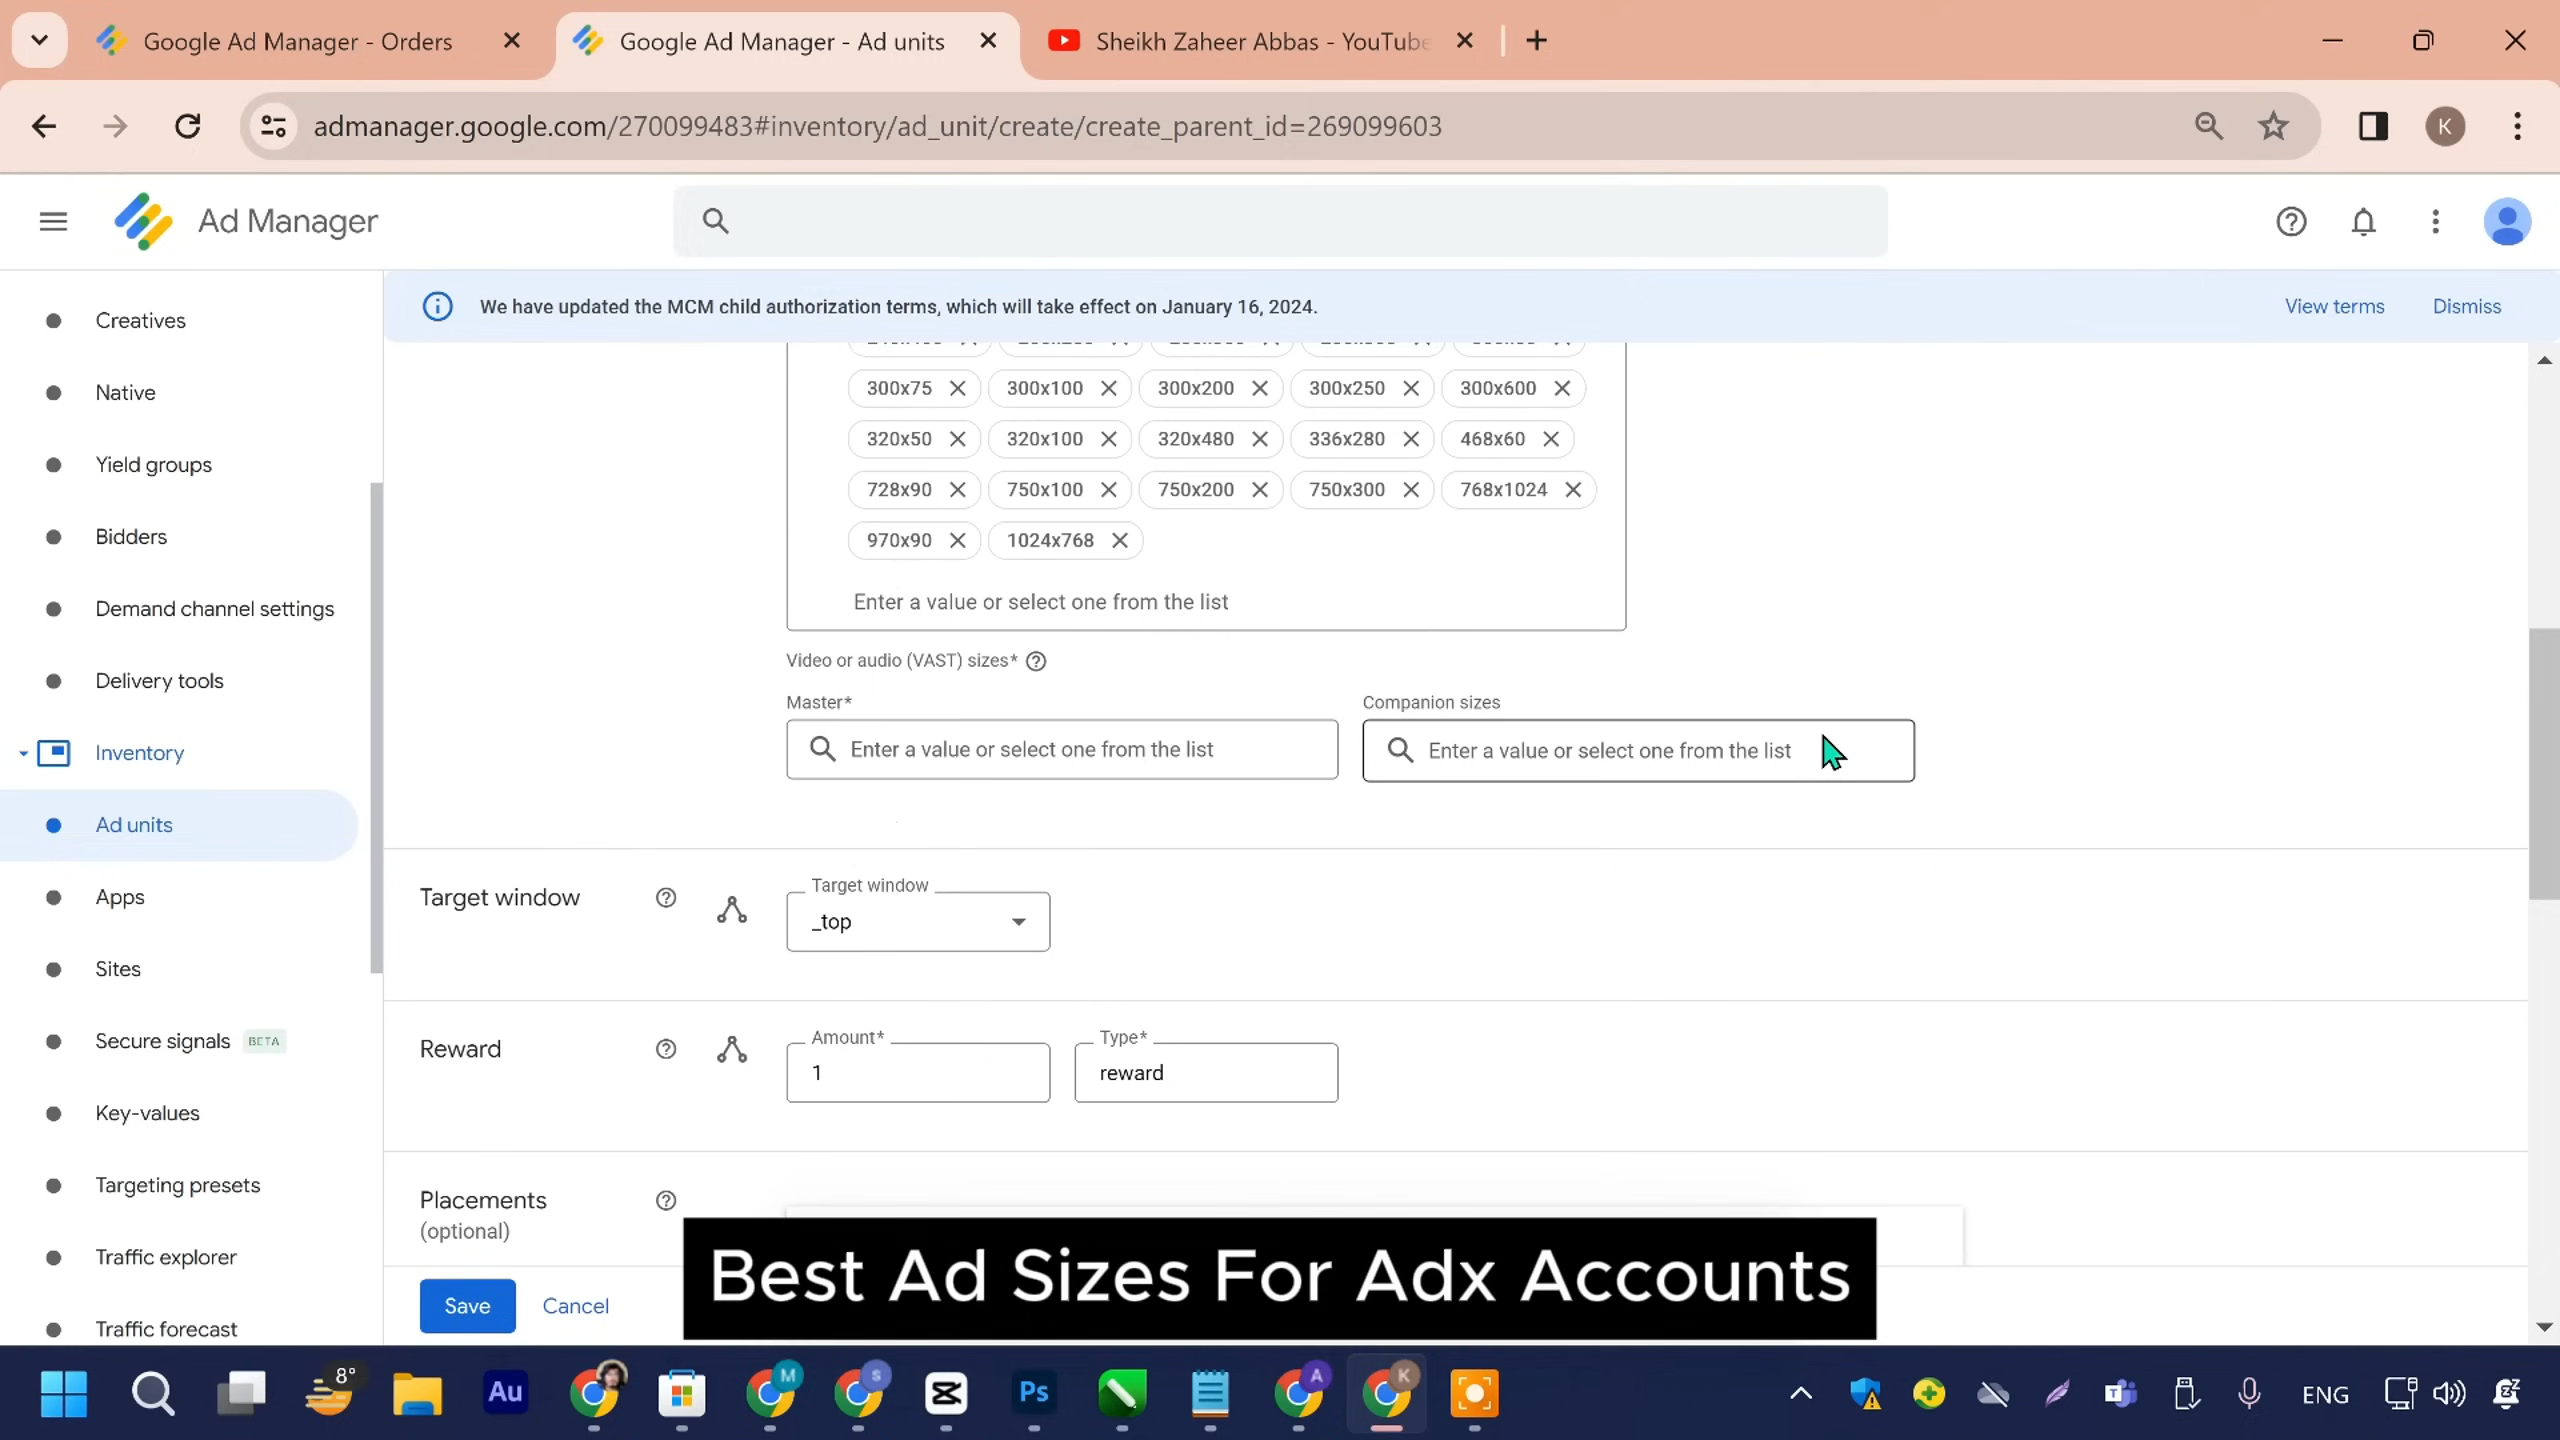 Google Ad Manager - Orders
Google Ad Manager - Ad units
Sheikh Zaheer Abbas - YouTube
admanager.google.com/270099483#inventory/ad_unit/create/create_parent_id=269099603
K
Ad Manager
We have updated the MCM child authorization terms, which will take effect on January 16, 2024.
View terms
Dismiss
Creatives
Native
Yield groups
Bidders
Demand channel settings
Delivery tools
Inventory
Ad units
Apps
Sites
Secure signals BETA
Key-values
Targeting presets
Traffic explorer
Traffic forecast
300x75 300x100 300x200 300x250 300x600
320x50 320x100 320x480 336x280 468x60
728x90 750x100 750x200 750x300 768x1024
970x90 1024x768
Enter a value or select one from the list
Video or audio (VAST) sizes*
Master*
Companion sizes
Enter a value or select one from the list
Enter a value or select one from the list
Target window
Target window
_top
Reward
Amount*
1
Type*
reward
Placements
(optional)
Save
Cancel
Best Ad Sizes For Adx Accounts
8°
Au
M
S
Ps
A
K
ENG